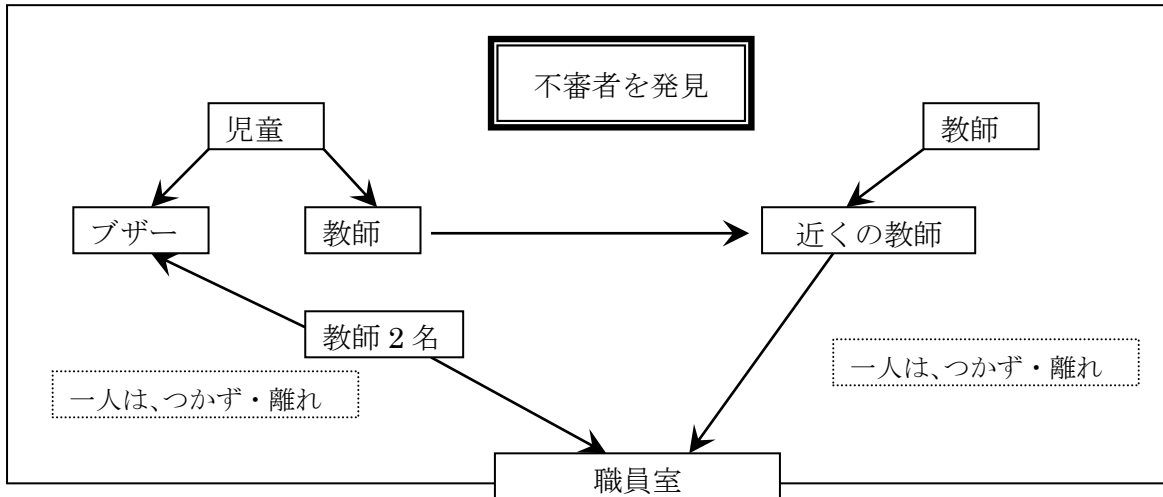 不審者を発見
児童
教師
ブザー
教師
近くの教師
教師2名
一人は、つかず・離れ
一人は、つかず・離れ
職員室